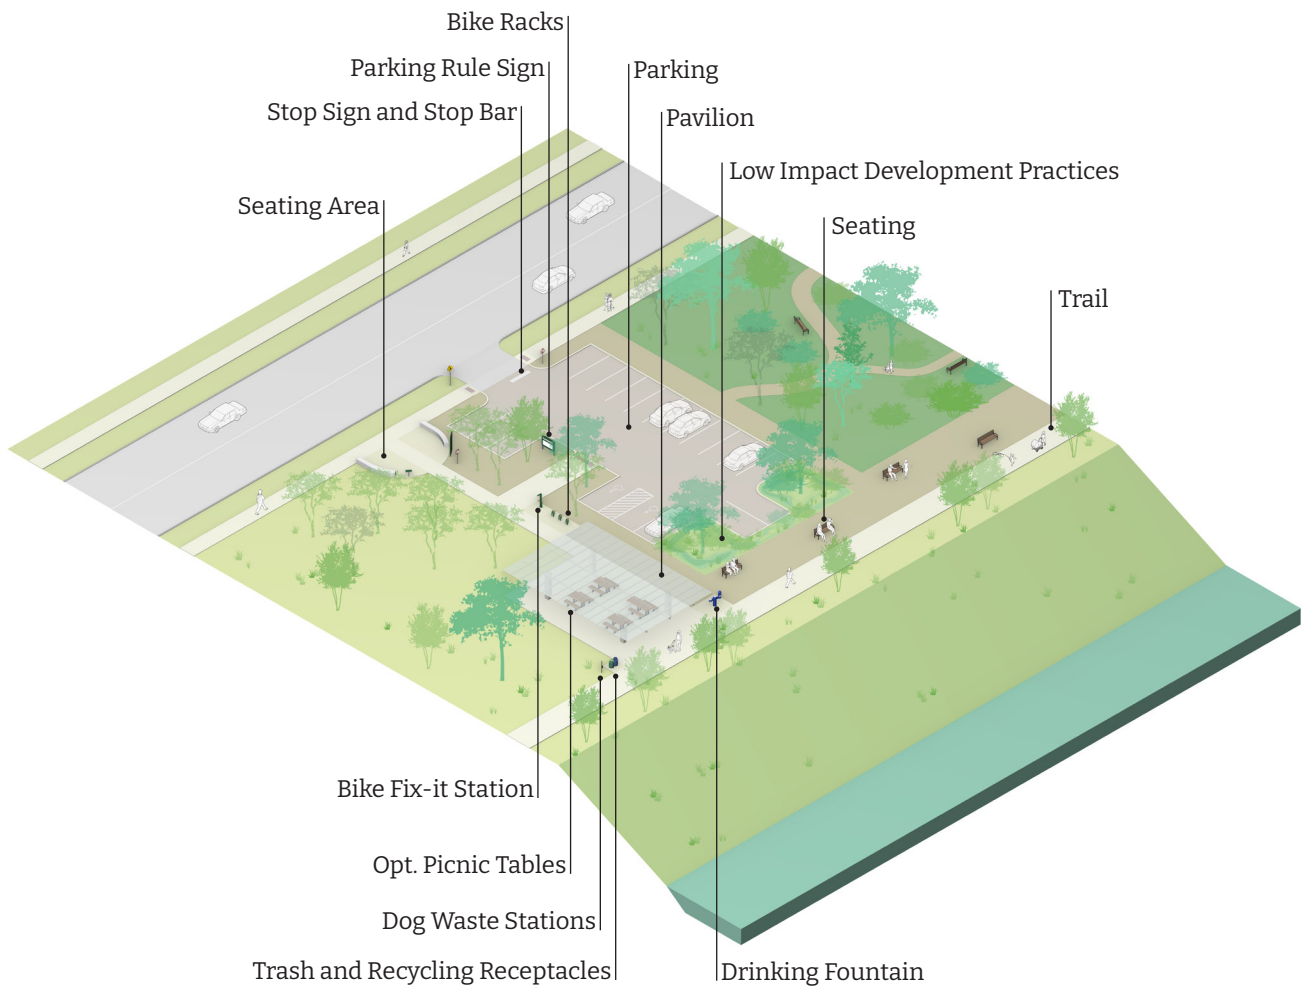 Bike Racks
Parking Rule Sign
Parking
Stop Sign and Stop Bar
Pavilion
Low Impact Development Practices
Seating Area
Seating
Trail
Bike Fix-it Station
Opt. Picnic Tables
Dog Waste Stations
Trash and Recycling Receptacles
Drinking Fountain